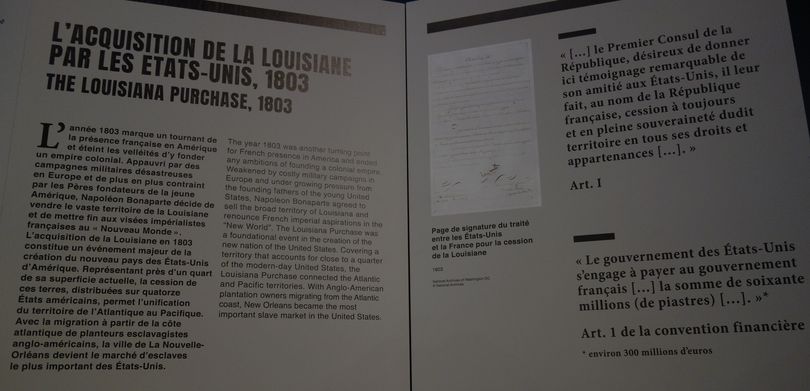 L'ACQUISITION DE LA LOUISIANE
PAR LES ETATS-UNIS, 1803
THE LOUISIANA PURCHASE, 1803
L'année 1803 marque un tournant de
la présence française en Amérique
et éteint les velléités d'y fonder
un empire colonial. Appauvri par des
campagnes militaires désastreuses
en Europe et de plus en plus contraint
par les Pères fondateurs de la jeune
Amérique, Napoléon Bonaparte décide de
vendre le vaste territoire de la Louisiane
et de mettre fin aux visées impérialistes
françaises au « Nouveau Monde ».
L'acquisition de la Louisiane en 1803
constitue un événement majeur de la
création du nouveau pays des États-Unis
d'Amérique. Représentant près d'un quart
de sa superficie actuelle, la cession de
ces terres, distribuées sur quatorze
États américains, permet l'unification
du territoire de l'Atlantique au Pacifique.
Avec la migration à partir de la côte
atlantique de planteurs esclavagistes
anglo-américains, la ville de La Nouvelle-
Orléans devient le marché d'esclaves
le plus important des États-Unis.
The year 1803 was another turning point
for French presence in America and ended
any ambitions of founding a colonial empire.
Weakened by costly military campaigns in
Europe and under growing pressure from
the founding fathers of the young United
States, Napoleon Bonaparte agreed to
sell the broad territory of Louisiana and
renounce French imperial aspirations in the
"New World". The Louisiana Purchase was
a foundational event in the creation of the
new nation of the United States. Covering a
territory that accounts for close to a quarter
of the modern-day United States, the
Louisiana Purchase connected the Atlantic
and Pacific territories. With Anglo-American
plantation owners migrating from the Atlantic
coast, New Orleans became the most
important slave market in the United States.
Page de signature du traité
entre les États-Unis
et la France pour la cession
de la Louisiane
1803
National Archives of Washington DC
© National Archives
« [...] le Premier Consul de la
République, désireux de donner
ici témoignage remarquable de
son amitié aux États-Unis, il leur
fait, au nom de la République
française, cession à toujours
et en pleine souveraineté dudit
territoire en tous ses droits et
appartenances [...]. »
Art. I
« Le gouvernement des États-Unis
s'engage à payer au gouvernement
français [...] la somme de soixante
millions (de piastres) [...]. »*
Art. 1 de la convention financière
* environ 300 millions d'euros